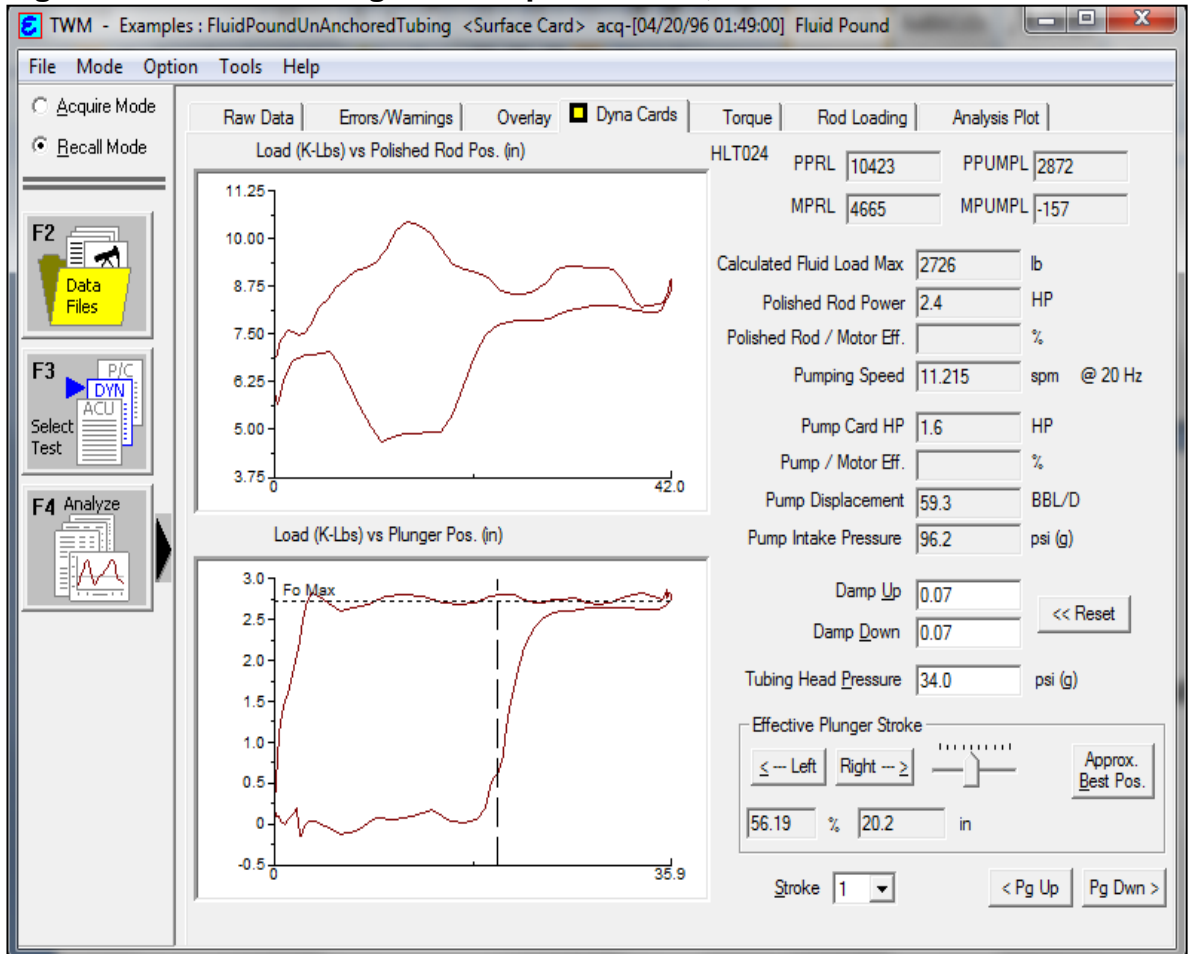 TWM - Examples : FluidPoundUnAnchoredTubing <Surface Card> acq-[04/20/96 01:49:00] Fluid Pound
File Mode Option Tools Help
Acquire Mode
Recall Mode
F2
Data
Files
F3
P/C
DYN
ACU
Select
Test
F4 Analyze
Raw Data
Errors/Warnings
Overlay
Dyna Cards
Torque
Rod Loading
Analysis Plot
Load (K-Lbs) vs Polished Rod Pos. (in)
11.25
10.00
8.75
7.50
6.25
5.00
3.75
0
42.0
Load (K-Lbs) vs Plunger Pos. (in)
Fo Max
3.0
2.5
2.0
1.5
1.0
0.5
0
-0.5
0
35.9
HLT024
PPRL 10423
PPUMPL 2872
MPRL 4665
MPUMPL -157
Calculated Fluid Load Max 2726 lb
Polished Rod Power 2.4 HP
Polished Rod / Motor Eff. %
Pumping Speed 11.215 spm @ 20 Hz
Pump Card HP 1.6 HP
Pump / Motor Eff. %
Pump Displacement 59.3 BBL/D
Pump Intake Pressure 96.2 psi (g)
Damp Up 0.07
Damp Down 0.07
<< Reset
Tubing Head Pressure 34.0 psi (g)
Effective Plunger Stroke
< --- Left
Right --- >
Approx.
Best Pos.
56.19 % 20.2 in
Stroke 1
< Pg Up
Pg Dwn >